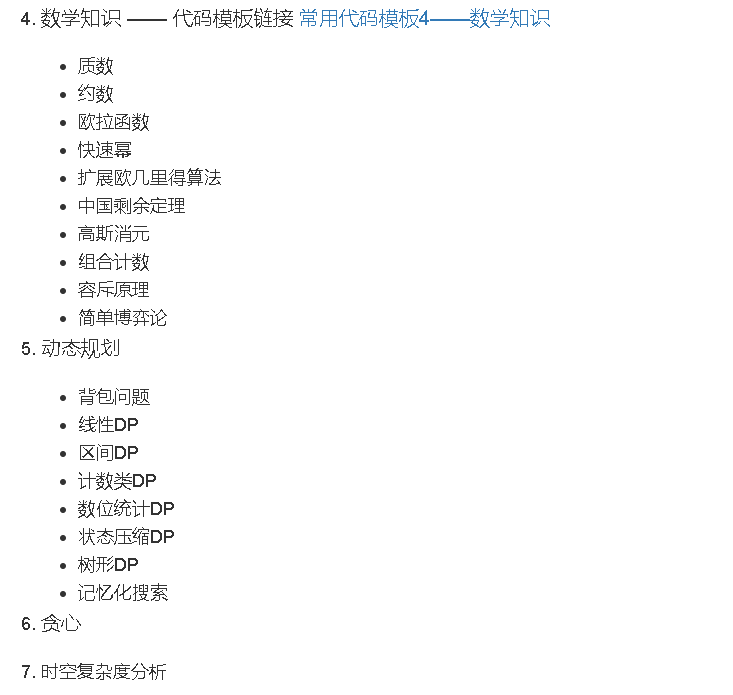 4. 数学知识 —— 代码模板链接 常用代码模板4——数学知识
• 质数
• 约数
• 欧拉函数
• 快速幂
• 扩展欧几里得算法
• 中国剩余定理
• 高斯消元
• 组合计数
• 容斥原理
• 简单博弈论
5. 动态规划
• 背包问题
• 线性DP
• 区间DP
• 计数类DP
• 数位统计DP
• 状态压缩DP
• 树形DP
• 记忆化搜索
6. 贪心
7. 时空复杂度分析